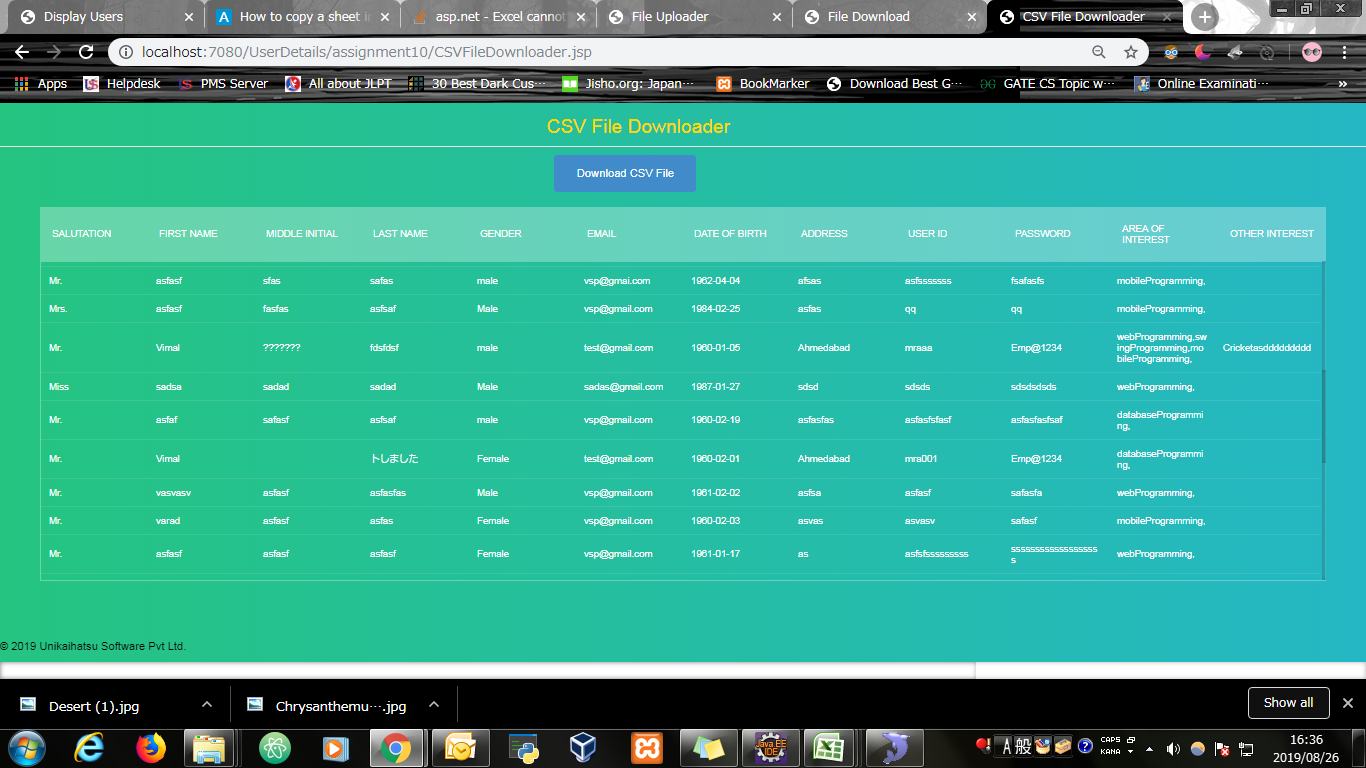 Display Users
How to copy a sheet i
asp.net - Excel cannot
File Uploader
File Download
CSV File Downloader
localhost:7080/UserDetails/assignment10/CSVFileDownloader.jsp
Apps Helpdesk PMS Server All about JLPT 30 Best Dark Cus··· Jisho.org: Japan··· BookMarker Download Best G··· GATE CS Topic w··· Online Examinati··· »
CSV File Downloader
Download CSV File
SALUTATION FIRST NAME MIDDLE INITIAL LAST NAME GENDER EMAIL DATE OF BIRTH ADDRESS USER ID PASSWORD AREA OF INTEREST OTHER INTEREST
Mr. asfasf sfas safas male vsp@gmai.com 1962-04-04 afsas asfsssssss fsafasfs mobileProgramming,
Mrs. asfasf fasfas asfsaf Male vsp@gmail.com 1984-02-25 asfas qq qq mobileProgramming,
Mr. Vimal ??????? fdsfdsf male test@gmail.com 1960-01-05 Ahmedabad mraaa Emp@1234 webProgramming,swingProgramming,mobileProgramming, Cricketasdddddddd
Miss sadsa sadad sadad Male sadas@gmail.com 1987-01-27 sdsd sdsds sdsdsdsds webProgramming,
Mr. asfaf safasf asfsaf male vsp@gmail.com 1960-02-19 asfasfas asfasfsfasf asfasfasfsaf databaseProgramming,
Mr. Vimal トしました Female test@gmail.com 1960-02-01 Ahmedabad mra001 Emp@1234 databaseProgramming,
Mr. vasvasv asfasf asfasfas Male vsp@gmail.com 1961-02-02 asfsa asfasf safasfa webProgramming,
Mr. varad asfasf asfas Female vsp@gmail.com 1960-02-03 asvas asvasv safasf mobileProgramming,
Mr. asfasf asfasf asfasf Female vsp@gmail.com 1961-01-17 as asfsfsssssssss sssssssssssssssssss webProgramming,
© 2019 Unikaihatsu Software Pvt Ltd.
Desert (1).jpg
Chrysanthemu···.jpg
Show all
Java EE IDE
A 般
CAPS
KANA
16:36
2019/08/26